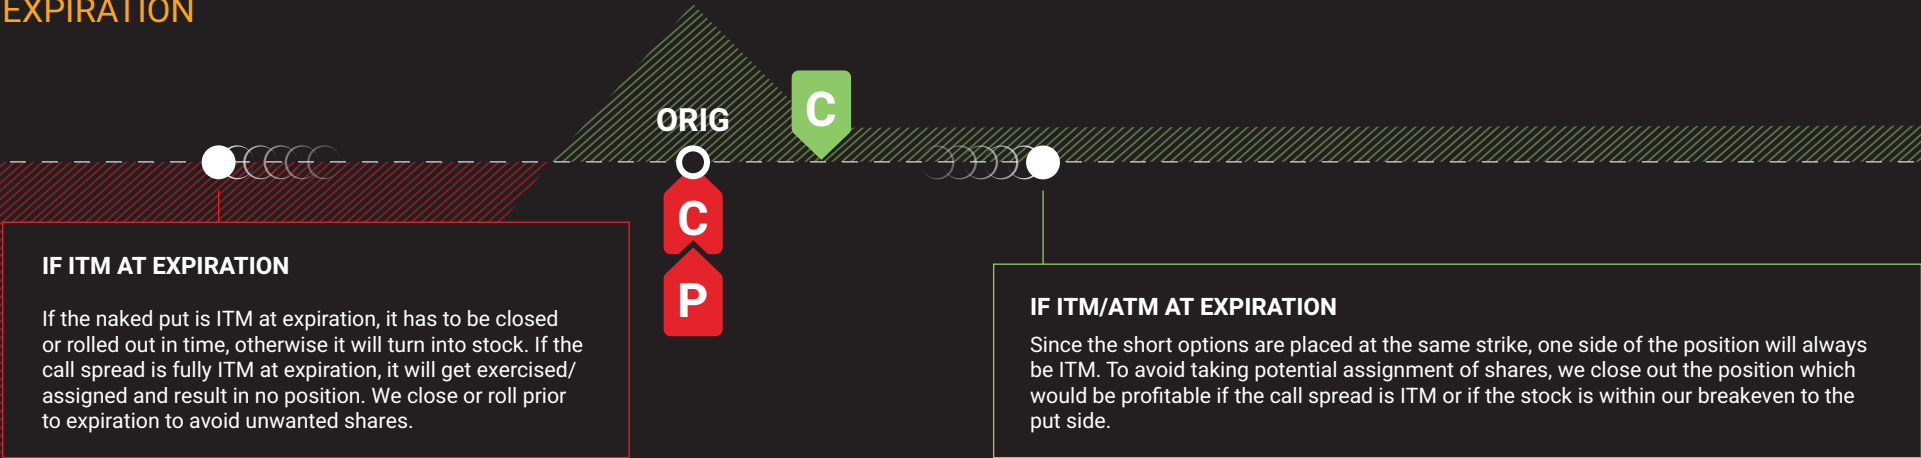 EXPIRATION
ORIG
C
C
P
IF ITM AT EXPIRATION
If the naked put is ITM at expiration, it has to be closed
or rolled out in time, otherwise it will turn into stock. If the
call spread is fully ITM at expiration, it will get exercised/
assigned and result in no position. We close or roll prior
to expiration to avoid unwanted shares.
IF ITM/ATM AT EXPIRATION
Since the short options are placed at the same strike, one side of the position will always
be ITM. To avoid taking potential assignment of shares, we close out the position which
would be profitable if the call spread is ITM or if the stock is within our breakeven to the
put side.